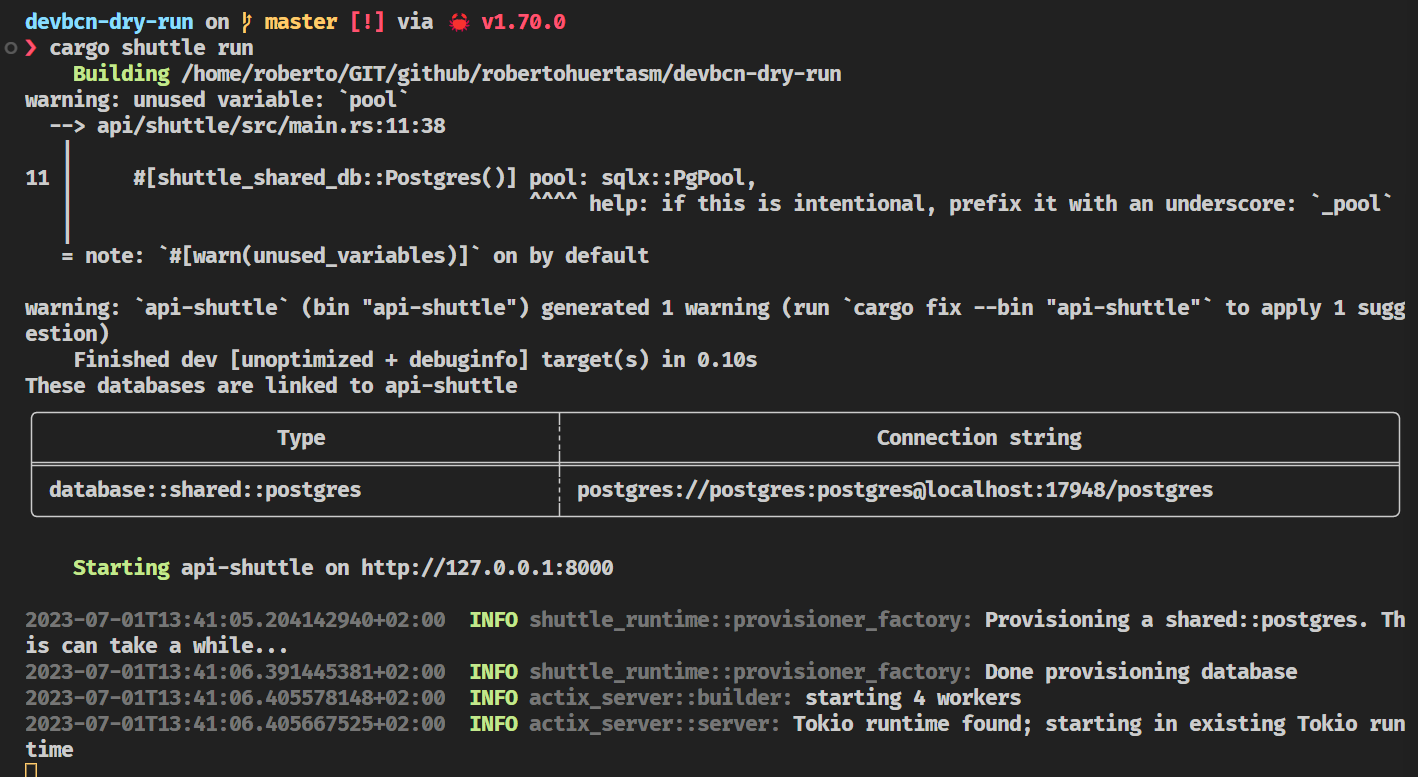 devbcn-dry-run on master [!] via 🦀 v1.70.0
❯ cargo shuttle run
Building /home/roberto/GIT/github/robertohuertasm/devbcn-dry-run
warning: unused variable: `pool`
--> api/shuttle/src/main.rs:11:38
|
11 | #[shuttle_shared_db::Postgres()] pool: sqlx::PgPool,
| ^^^^ help: if this is intentional, prefix it with an underscore: `_pool`
|
= note: `#[warn(unused_variables)]` on by default
warning: `api-shuttle` (bin "api-shuttle") generated 1 warning (run `cargo fix --bin "api-shuttle"` to apply 1 sugg
estion)
Finished dev [unoptimized + debuginfo] target(s) in 0.10s
These databases are linked to api-shuttle
Type Connection string
database::shared::postgres postgres://postgres:postgres@localhost:17948/postgres
Starting api-shuttle on http://127.0.0.1:8000
2023-07-01T13:41:05.204142940+02:00 INFO shuttle_runtime::provisioner_factory: Provisioning a shared::postgres. Th
is can take a while...
2023-07-01T13:41:06.391445381+02:00 INFO shuttle_runtime::provisioner_factory: Done provisioning database
2023-07-01T13:41:06.405578148+02:00 INFO actix_server::builder: starting 4 workers
2023-07-01T13:41:06.405667525+02:00 INFO actix_server::server: Tokio runtime found; starting in existing Tokio run
time